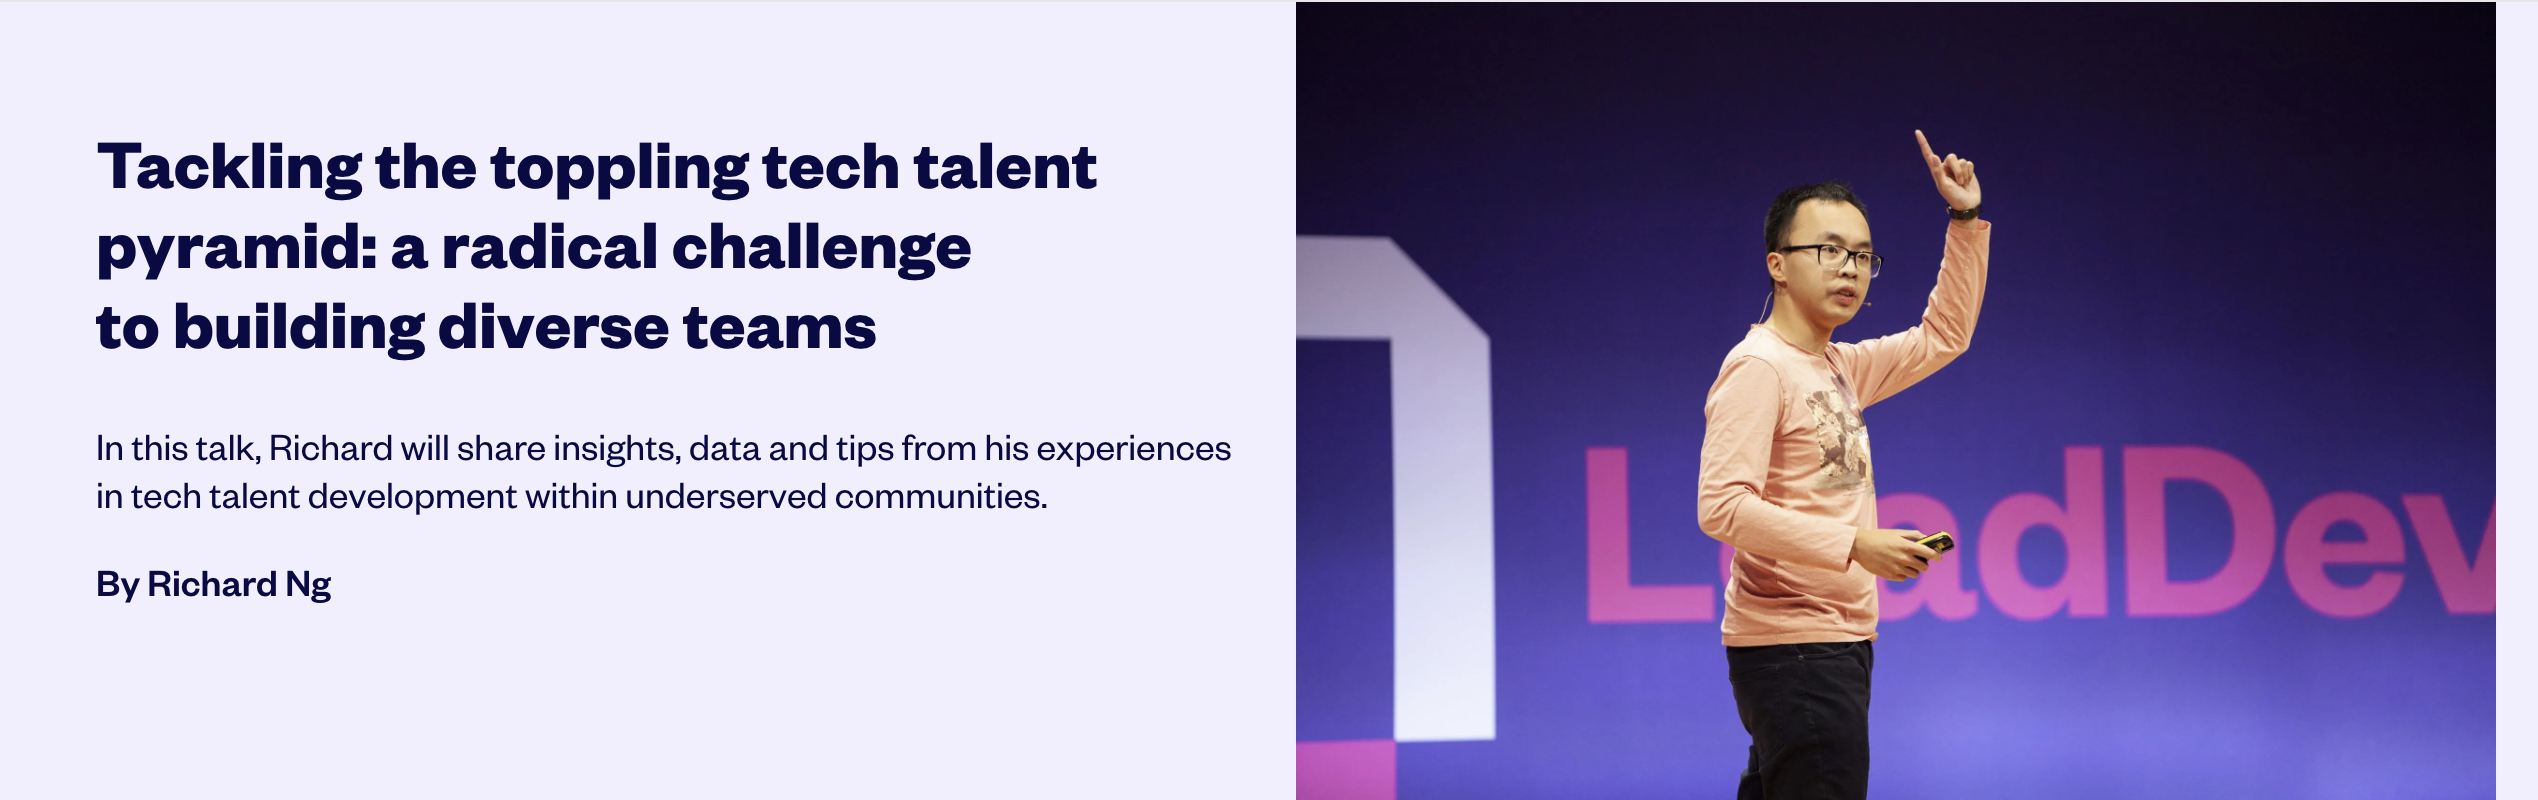 Tackling the toppling tech talent
pyramid: a radical challenge
to building diverse teams
In this talk, Richard will share insights, data and tips from his experiences
in tech talent development within underserved communities.
By Richard Ng
LeadDev